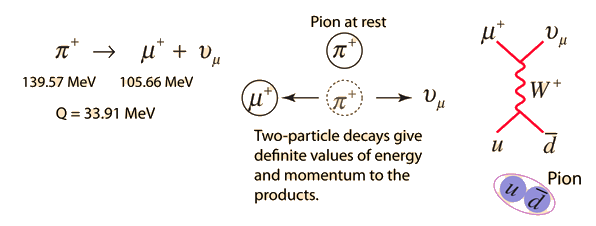 π⁺ → μ⁺ + υ_μ
139.57 MeV 105.66 MeV
Q = 33.91 MeV
Pion at rest
π⁺
μ⁺ π⁺ υ_μ
Two-particle decays give
definite values of energy
and momentum to the
products.
μ⁺ υ_μ
W⁺
u d̅
Pion
u d̅